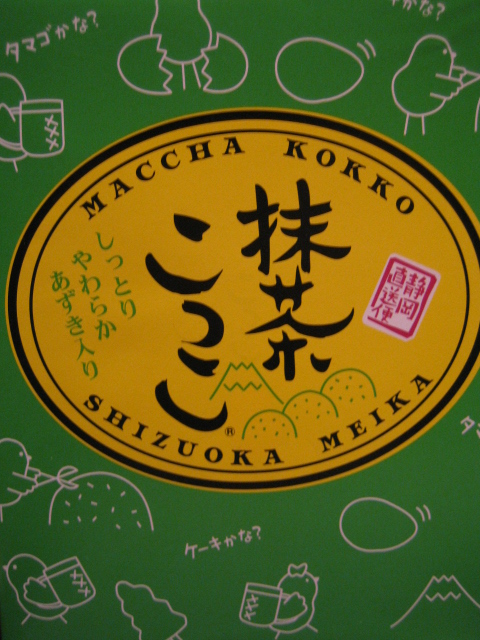 タマゴかな?
かな?
MACCHA KOKKO
抹茶
こっこ
®
しっとり
やわらか
あずき入り
静岡
直送便
SHIZUOKA MEIKA
ケーキかな?